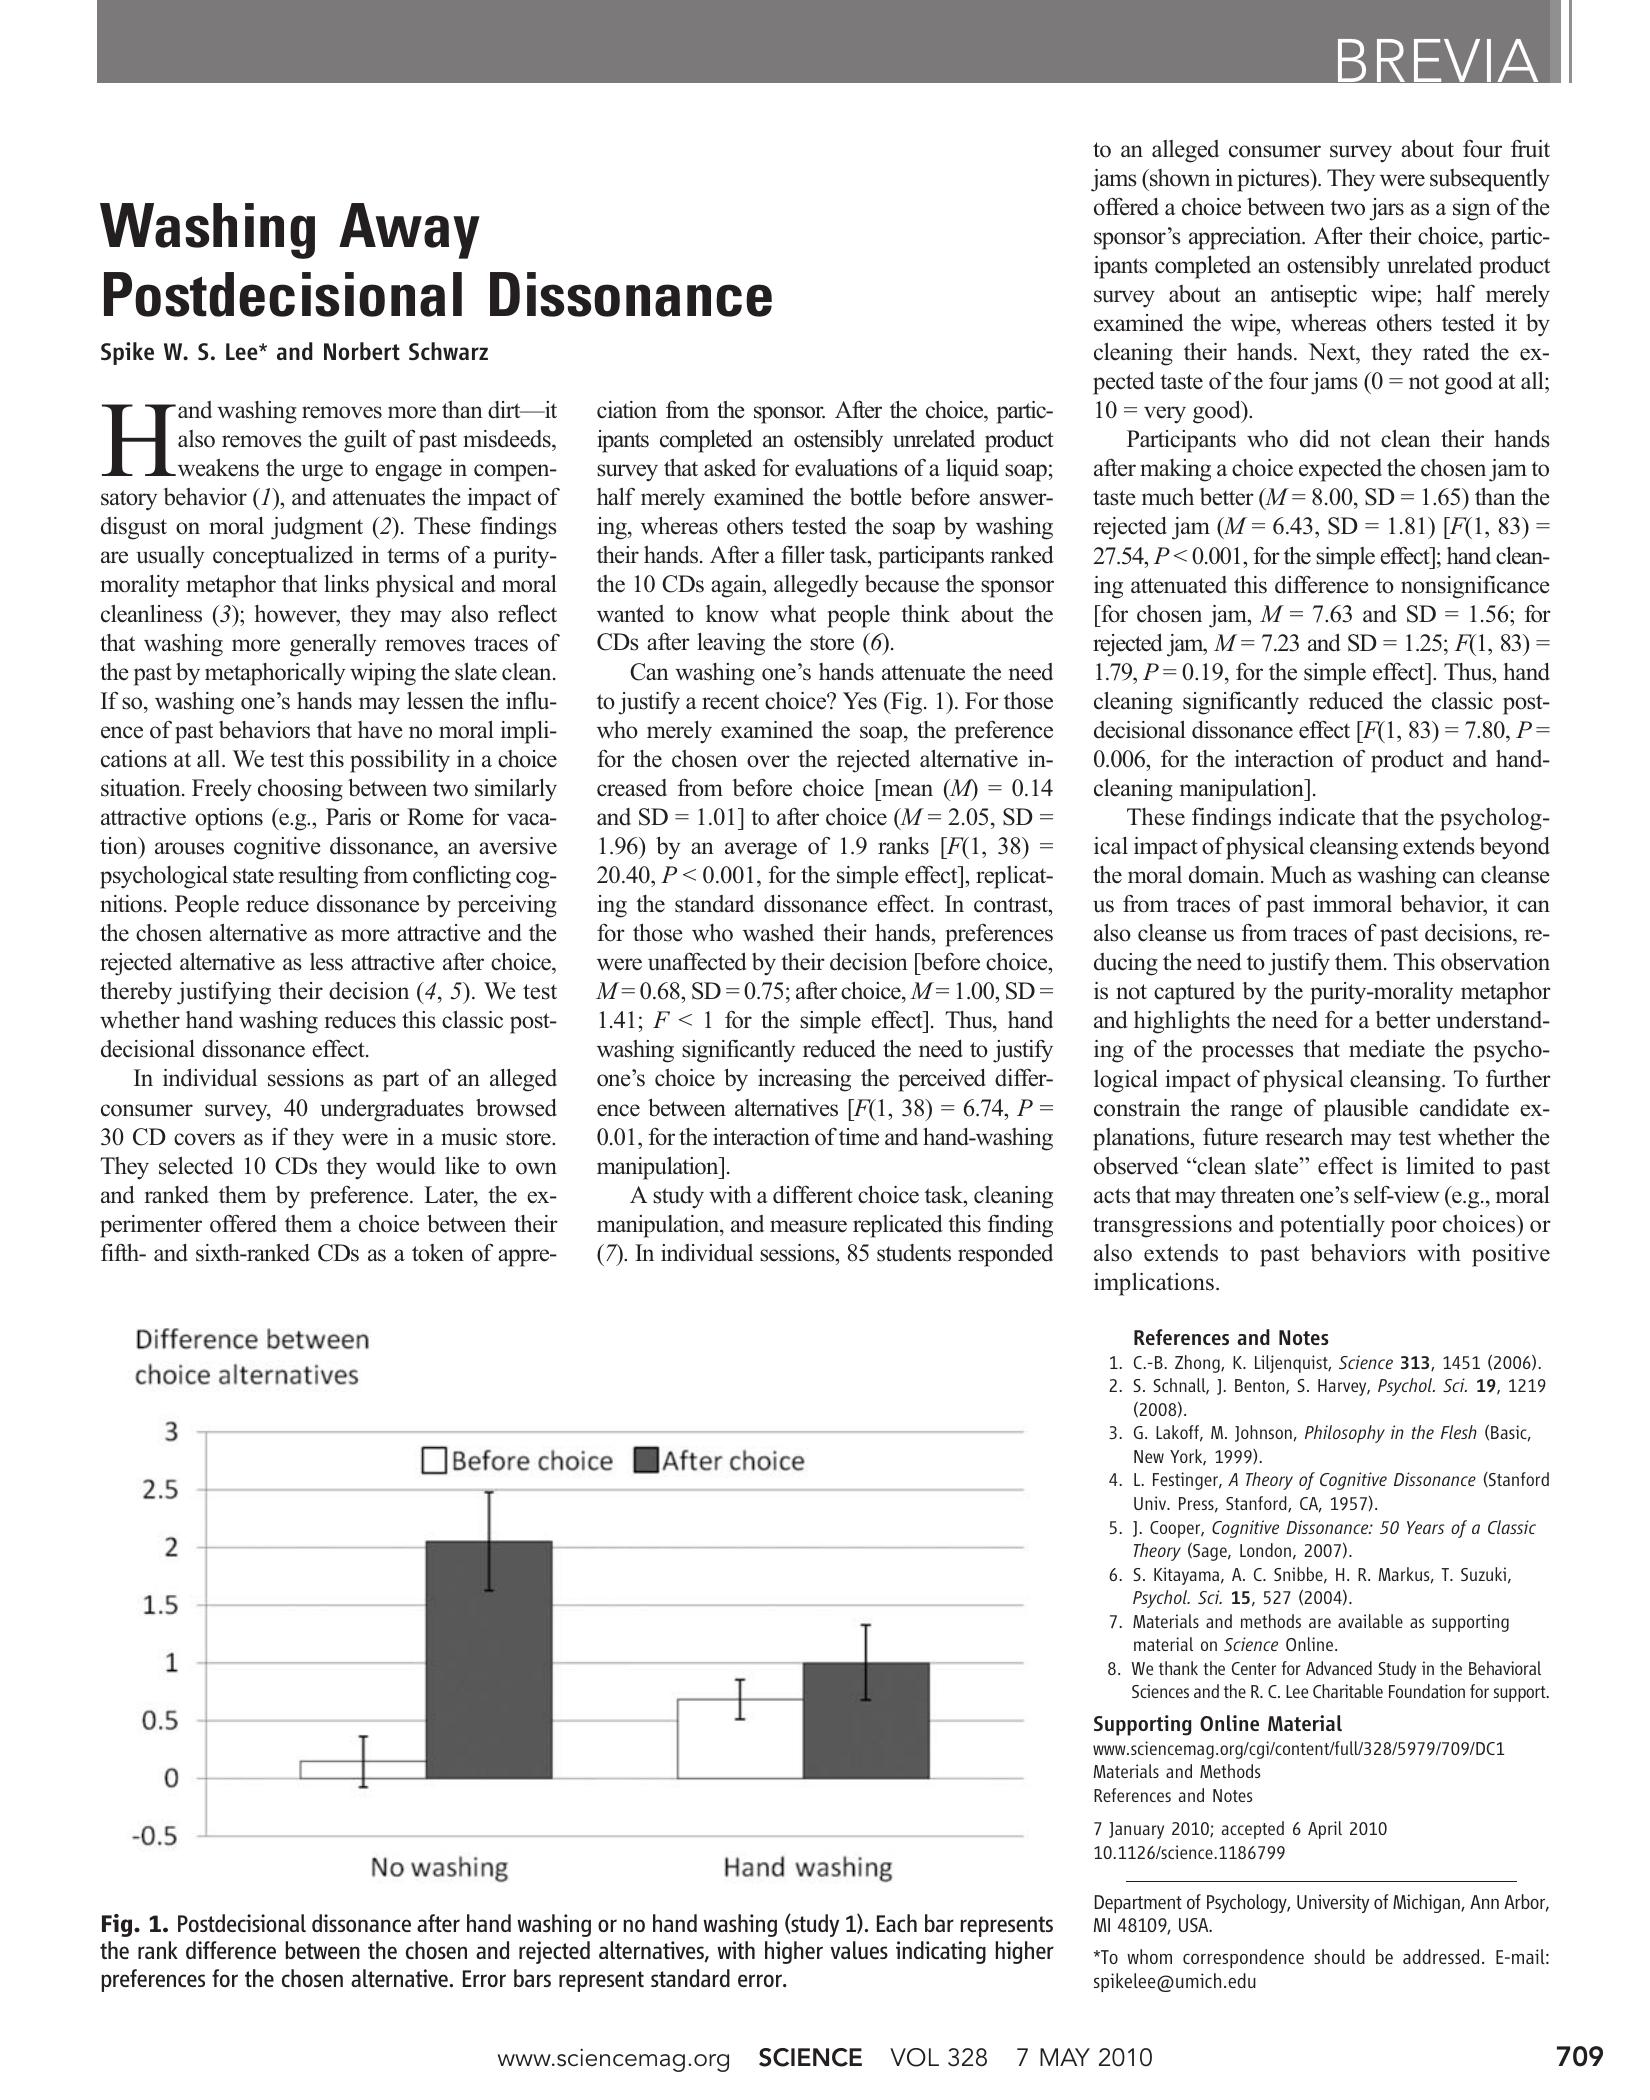 BREVIA
Washing Away
Postdecisional Dissonance
Spike W. S. Lee* and Norbert Schwarz
Hand washing removes more than dirt—it
also removes the guilt of past misdeeds,
weakens the urge to engage in compen-
satory behavior (1), and attenuates the impact of
disgust on moral judgment (2). These findings
are usually conceptualized in terms of a purity-
morality metaphor that links physical and moral
cleanliness (3); however, they may also reflect
that washing more generally removes traces of
the past by metaphorically wiping the slate clean.
If so, washing one's hands may lessen the influ-
ence of past behaviors that have no moral impli-
cations at all. We test this possibility in a choice
situation. Freely choosing between two similarly
attractive options (e.g., Paris or Rome for vaca-
tion) arouses cognitive dissonance, an aversive
psychological state resulting from conflicting cog-
nitions. People reduce dissonance by perceiving
the chosen alternative as more attractive and the
rejected alternative as less attractive after choice,
thereby justifying their decision (4, 5). We test
whether hand washing reduces this classic post-
decisional dissonance effect.
In individual sessions as part of an alleged
consumer survey, 40 undergraduates browsed
30 CD covers as if they were in a music store.
They selected 10 CDs they would like to own
and ranked them by preference. Later, the ex-
perimenter offered them a choice between their
fifth- and sixth-ranked CDs as a token of appre-
ciation from the sponsor. After the choice, partic-
ipants completed an ostensibly unrelated product
survey that asked for evaluations of a liquid soap;
half merely examined the bottle before answer-
ing, whereas others tested the soap by washing
their hands. After a filler task, participants ranked
the 10 CDs again, allegedly because the sponsor
wanted to know what people think about the
CDs after leaving the store (6).
Can washing one's hands attenuate the need
to justify a recent choice? Yes (Fig. 1). For those
who merely examined the soap, the preference
for the chosen over the rejected alternative in-
creased from before choice [mean (M) = 0.14
and SD = 1.01] to after choice (M = 2.05, SD =
1.96) by an average of 1.9 ranks [F(1, 38) =
20.40, P < 0.001, for the simple effect], replicat-
ing the standard dissonance effect. In contrast,
for those who washed their hands, preferences
were unaffected by their decision [before choice,
M = 0.68, SD = 0.75; after choice, M = 1.00, SD =
1.41; F < 1 for the simple effect]. Thus, hand
washing significantly reduced the need to justify
one's choice by increasing the perceived differ-
ence between alternatives [F(1, 38) = 6.74, P =
0.01, for the interaction of time and hand-washing
manipulation].
A study with a different choice task, cleaning
manipulation, and measure replicated this finding
(7). In individual sessions, 85 students responded
to an alleged consumer survey about four fruit
jams (shown in pictures). They were subsequently
offered a choice between two jars as a sign of the
sponsor's appreciation. After their choice, partic-
ipants completed an ostensibly unrelated product
survey about an antiseptic wipe; half merely
examined the wipe, whereas others tested it by
cleaning their hands. Next, they rated the ex-
pected taste of the four jams (0 = not good at all;
10 = very good).
Participants who did not clean their hands
after making a choice expected the chosen jam to
taste much better (M = 8.00, SD = 1.65) than the
rejected jam (M = 6.43, SD = 1.81) [F(1, 83) =
27.54, P < 0.001, for the simple effect]; hand clean-
ing attenuated this difference to nonsignificance
[for chosen jam, M = 7.63 and SD = 1.56; for
rejected jam, M = 7.23 and SD = 1.25; F(1, 83) =
1.79, P = 0.19, for the simple effect]. Thus, hand
cleaning significantly reduced the classic post-
decisional dissonance effect [F(1, 83) = 7.80, P =
0.006, for the interaction of product and hand-
cleaning manipulation].
These findings indicate that the psycholog-
ical impact of physical cleansing extends beyond
the moral domain. Much as washing can cleanse
us from traces of past immoral behavior, it can
also cleanse us from traces of past decisions, re-
ducing the need to justify them. This observation
is not captured by the purity-morality metaphor
and highlights the need for a better understand-
ing of the processes that mediate the psycho-
logical impact of physical cleansing. To further
constrain the range of plausible candidate ex-
planations, future research may test whether the
observed "clean slate" effect is limited to past
acts that may threaten one's self-view (e.g., moral
transgressions and potentially poor choices) or
also extends to past behaviors with positive
implications.
Difference between
choice alternatives
3
Before choice After choice
2.5
2
1.5
1
0.5
0
-0.5
No washing Hand washing
Fig. 1. Postdecisional dissonance after hand washing or no hand washing (study 1). Each bar represents
the rank difference between the chosen and rejected alternatives, with higher values indicating higher
preferences for the chosen alternative. Error bars represent standard error.
References and Notes
1. C.-B. Zhong, K. Liljenquist, Science 313, 1451 (2006).
2. S. Schnall, J. Benton, S. Harvey, Psychol. Sci. 19, 1219
(2008).
3. G. Lakoff, M. Johnson, Philosophy in the Flesh (Basic,
New York, 1999).
4. L. Festinger, A Theory of Cognitive Dissonance (Stanford
Univ. Press, Stanford, CA, 1957).
5. J. Cooper, Cognitive Dissonance: 50 Years of a Classic
Theory (Sage, London, 2007).
6. S. Kitayama, A. C. Snibbe, H. R. Markus, T. Suzuki,
Psychol. Sci. 15, 527 (2004).
7. Materials and methods are available as supporting
material on Science Online.
8. We thank the Center for Advanced Study in the Behavioral
Sciences and the R. C. Lee Charitable Foundation for support.
Supporting Online Material
www.sciencemag.org/cgi/content/full/328/5979/709/DC1
Materials and Methods
References and Notes
7 January 2010; accepted 6 April 2010
10.1126/science.1186799
Department of Psychology, University of Michigan, Ann Arbor,
MI 48109, USA.
*To whom correspondence should be addressed. E-mail:
spikelee@umich.edu
www.sciencemag.org SCIENCE VOL 328 7 MAY 2010 709